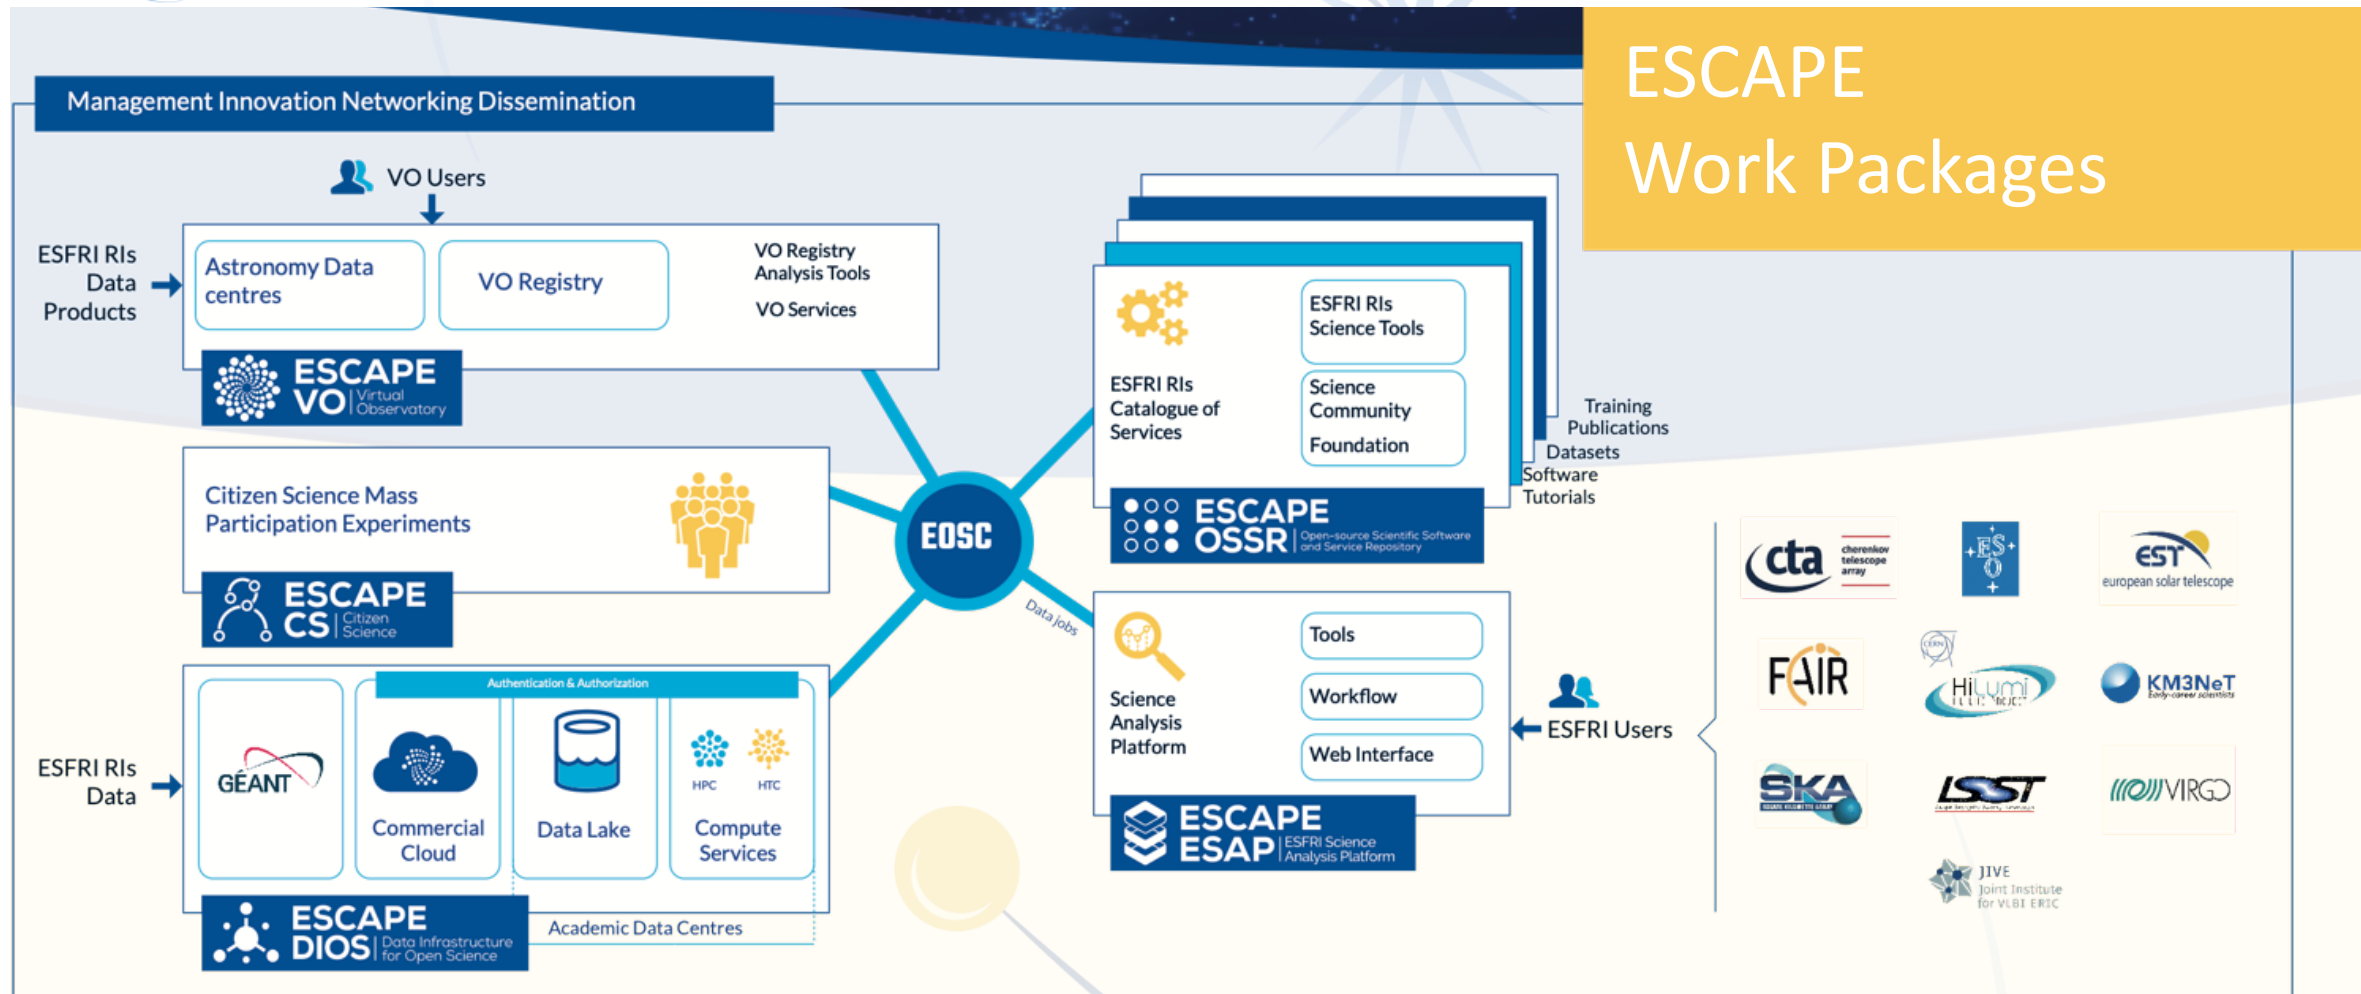 ESCAPE
Work Packages
Management Innovation Networking Dissemination
VO Users
ESFRI RIs
Data
Products
Astronomy Data
centres
VO Registry
VO Registry
Analysis Tools
VO Services
ESCAPE
VO
Virtual
Observatory
Citizen Science Mass
Participation Experiments
ESCAPE
CS
Citizen
Science
ESFRI RIs
Data
Authentication & Authorization
GÉANT
Commercial
Cloud
Data Lake
HPC
HTC
Compute
Services
ESCAPE
DIOS
Data Infrastructure
for Open Science
Academic Data Centres
EOSC
Data jobs
ESFRI RIs
Catalogue of
Services
ESFRI RIs
Science Tools
Science
Community
Foundation
Training
Publications
Datasets
Software
Tutorials
ESCAPE
OSSR
Open-source Scientific Software
and Service Repository
Science
Analysis
Platform
Tools
Workflow
Web Interface
ESCAPE
ESAP
ESFRI Science
Analysis Platform
ESFRI Users
cta
cherenkov
telescope
array
ESO
EST
european solar telescope
FAIR
CERN
HiLumi
KM3NeT
Early-career scientists
SKA
LSST
VIRGO
JIVE
Joint Institute
for VLBI ERIC